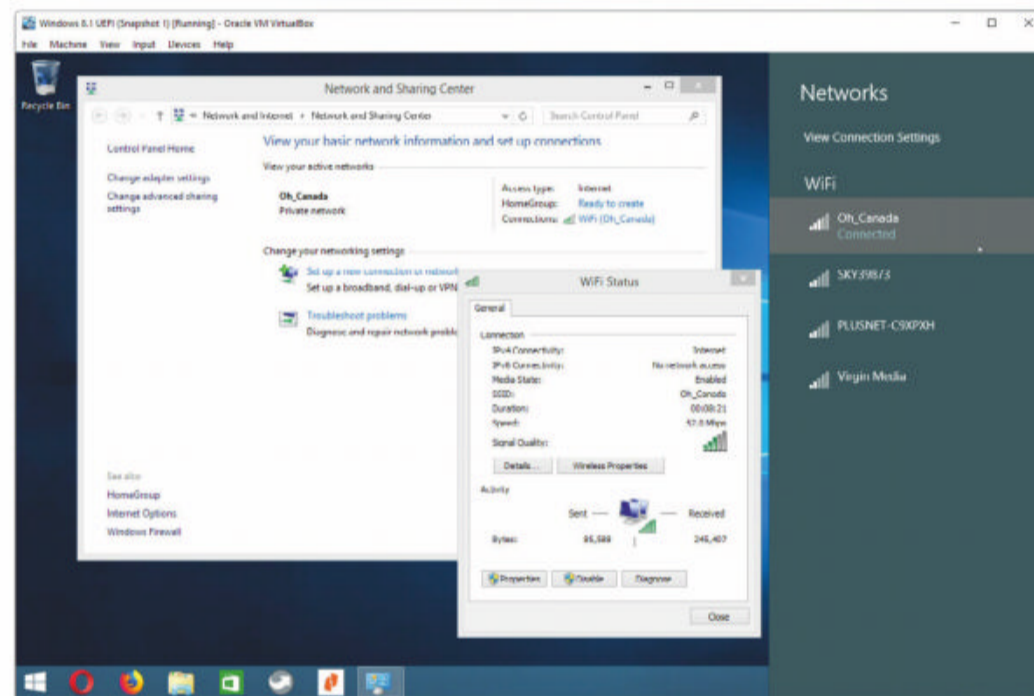 Windows 8.1 UEFI (Snapshot 1) [Running] - Oracle VM VirtualBox
File Machine View Input Devices Help
Recycle Bin
Network and Sharing Center
Network and Internet Network and Sharing Center
Search Control Panel
Control Panel Home
Change adapter settings
Change advanced sharing
settings
See also
HomeGroup
Internet Options
Windows Firewall
View your basic network information and set up connections
View your active networks
Oh_Canada
Private network
Access type: Internet
HomeGroup: Ready to create
Connections: WiFi (Oh_Canada)
Change your networking settings
Set up a new connection or network
Set up a broadband, dial-up or VPN
Troubleshoot problems
Diagnose and repair network proble
WiFi Status
General
Connection
IPv4 Connectivity: Internet
IPv6 Connectivity: No network access
Media State: Enabled
SSID: Oh_Canada
Duration: 00:08:21
Speed: Mbps
Signal Quality:
Details... Wireless Properties
Activity
Sent Received
Bytes: 245,407
Properties Disable Diagnose
Close
Networks
View Connection Settings
WiFi
Oh_Canada
Connected
SKY39873
PLUSNET-C9XPXH
Virgin Media